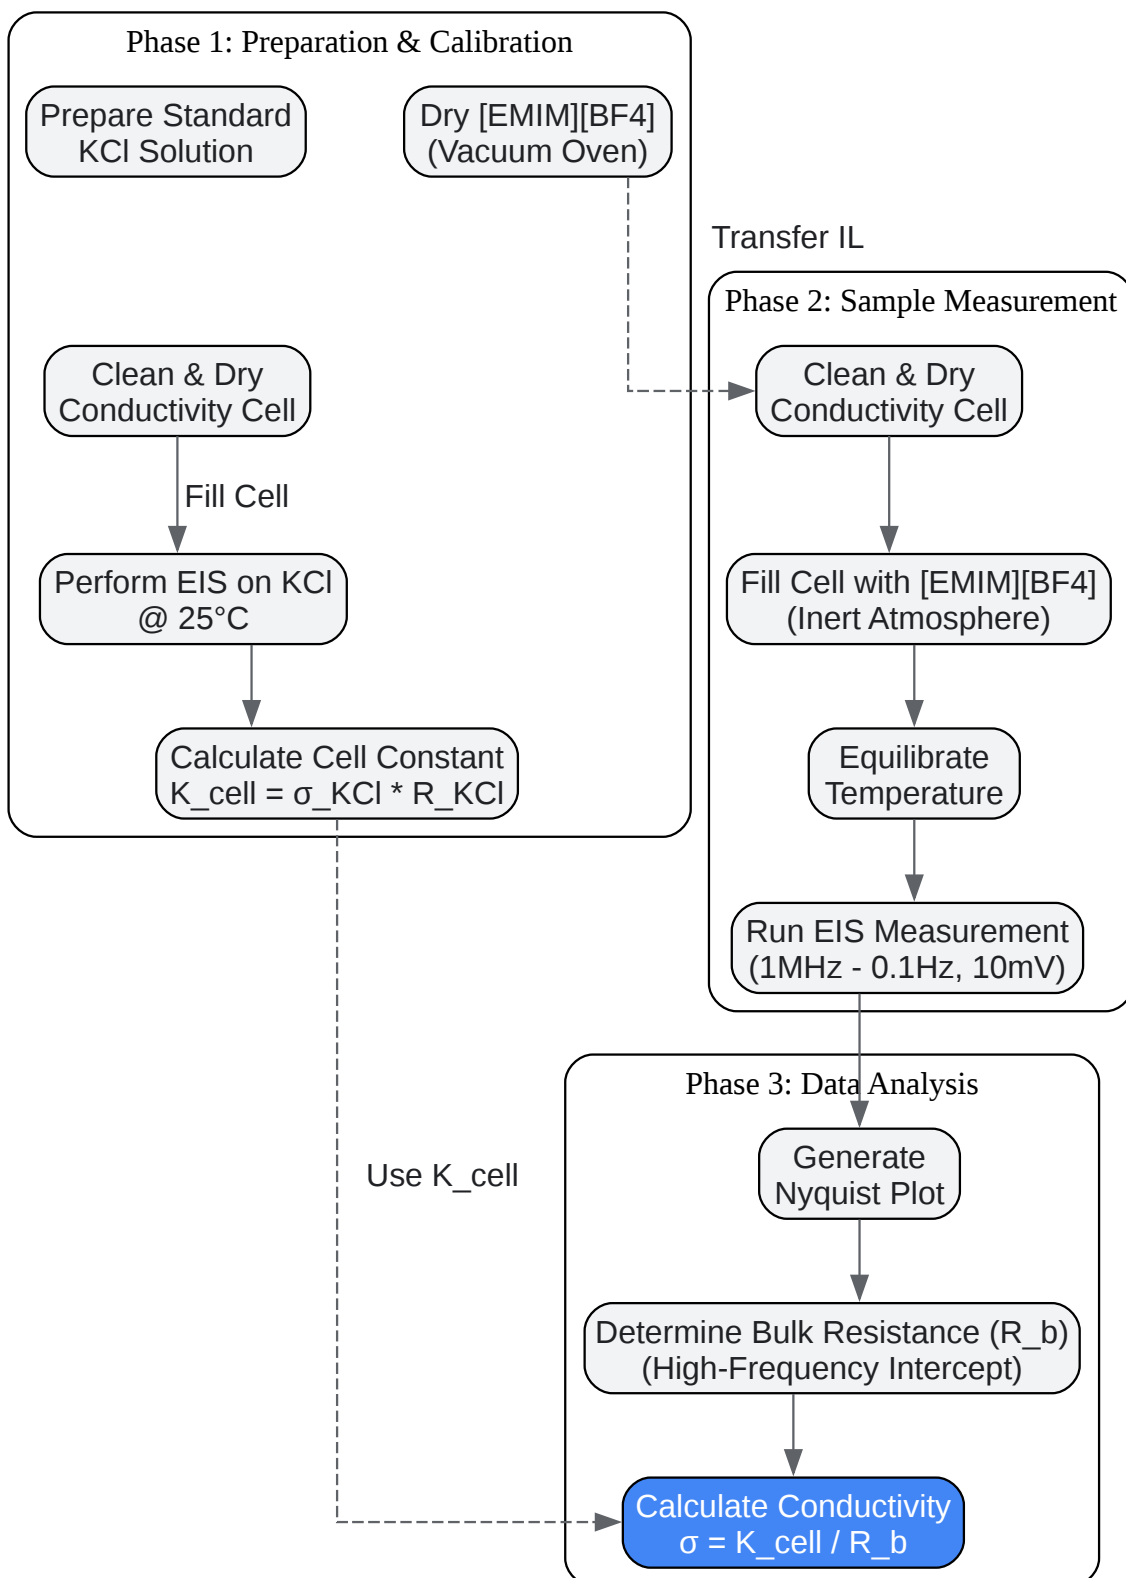 Phase 1: Preparation & Calibration
Prepare Standard
KCl Solution
Dry [EMIM][BF4]
(Vacuum Oven)
Transfer IL
Clean & Dry
Conductivity Cell
Fill Cell
Perform EIS on KCl
@ 25°C
Calculate Cell Constant
K_cell = σ_KCl * R_KCl
Phase 2: Sample Measurement
Clean & Dry
Conductivity Cell
Fill Cell with [EMIM][BF4]
(Inert Atmosphere)
Equilibrate
Temperature
Run EIS Measurement
(1MHz - 0.1Hz, 10mV)
Use K_cell
Phase 3: Data Analysis
Generate
Nyquist Plot
Determine Bulk Resistance (R_b)
(High-Frequency Intercept)
Calculate Conductivity
σ = K_cell / R_b